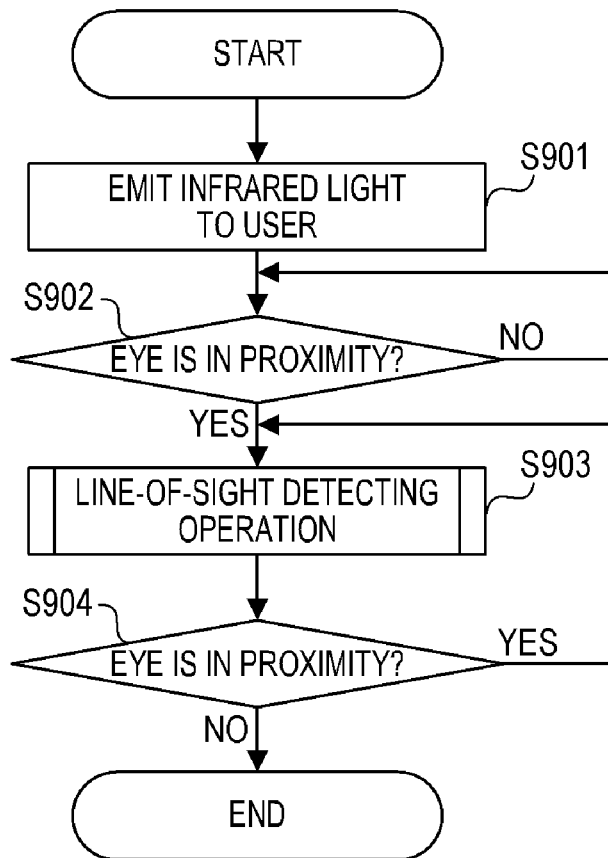 START
S901
EMIT INFRARED LIGHT
TO USER
S902
EYE IS IN PROXIMITY?
NO
YES
S903
LINE-OF-SIGHT DETECTING
OPERATION
S904
EYE IS IN PROXIMITY?
YES
NO
END